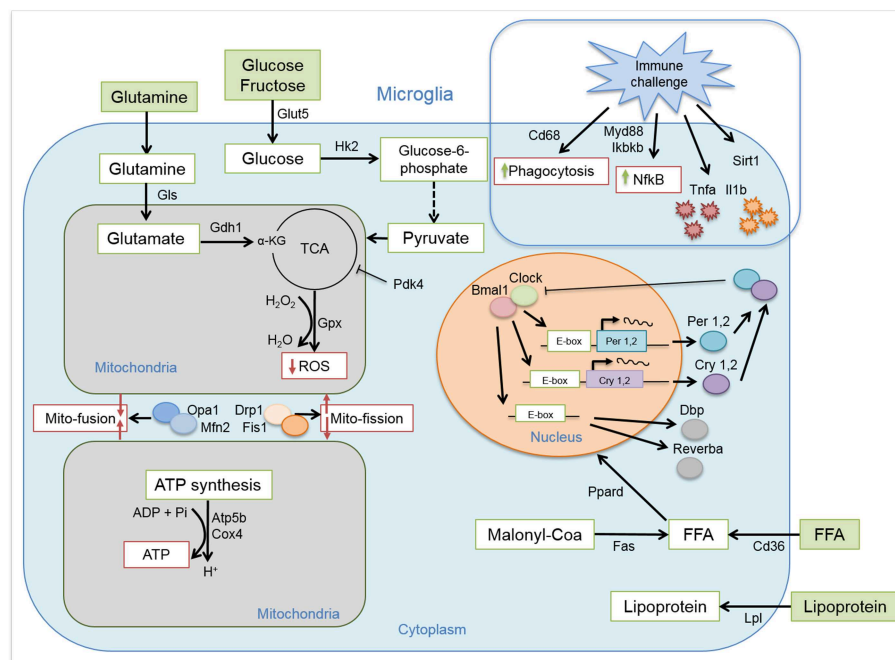 Glucose
Fructose
Glutamine
Microglia
Glut5
Immune
challenge
Cd68
Myd88
Ikbkb
Sirt1
Phagocytosis
NfkB
Tnfa
Il1b
Glutamine
Glucose
Hk2
Glucose-6-
phosphate
Gls
Glutamate
Gdh1
α-KG
TCA
Pyruvate
Pdk4
H2O2
Gpx
H2O
ROS
Mitochondria
Clock
Bmal1
E-box
Per 1,2
Per 1,2
E-box
Cry 1,2
Cry 1,2
E-box
Dbp
Nucleus
Reverba
Mito-fusion
Opa1
Mfn2
Drp1
Fis1
Mito-fission
ATP synthesis
ADP + Pi
Atp5b
Cox4
ATP
H+
Mitochondria
Ppard
Malonyl-Coa
Fas
FFA
Cd36
FFA
Lipoprotein
Lpl
Lipoprotein
Cytoplasm